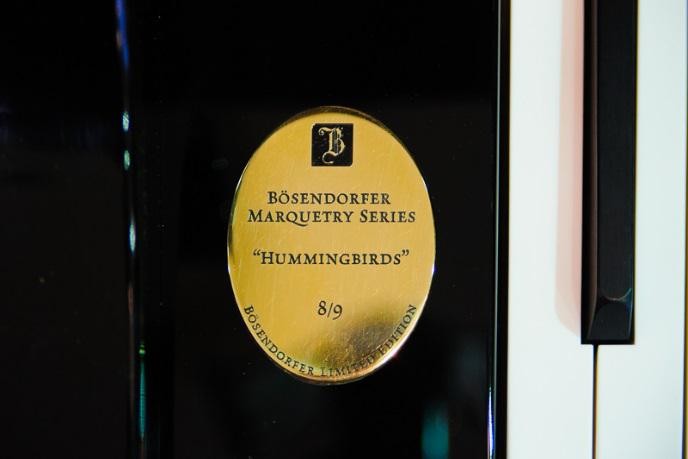 B
BÖSENDORFER
MARQUETRY SERIES
“HUMMINGBIRDS”
8/9
BÖSENDORFER LIMITED EDITION